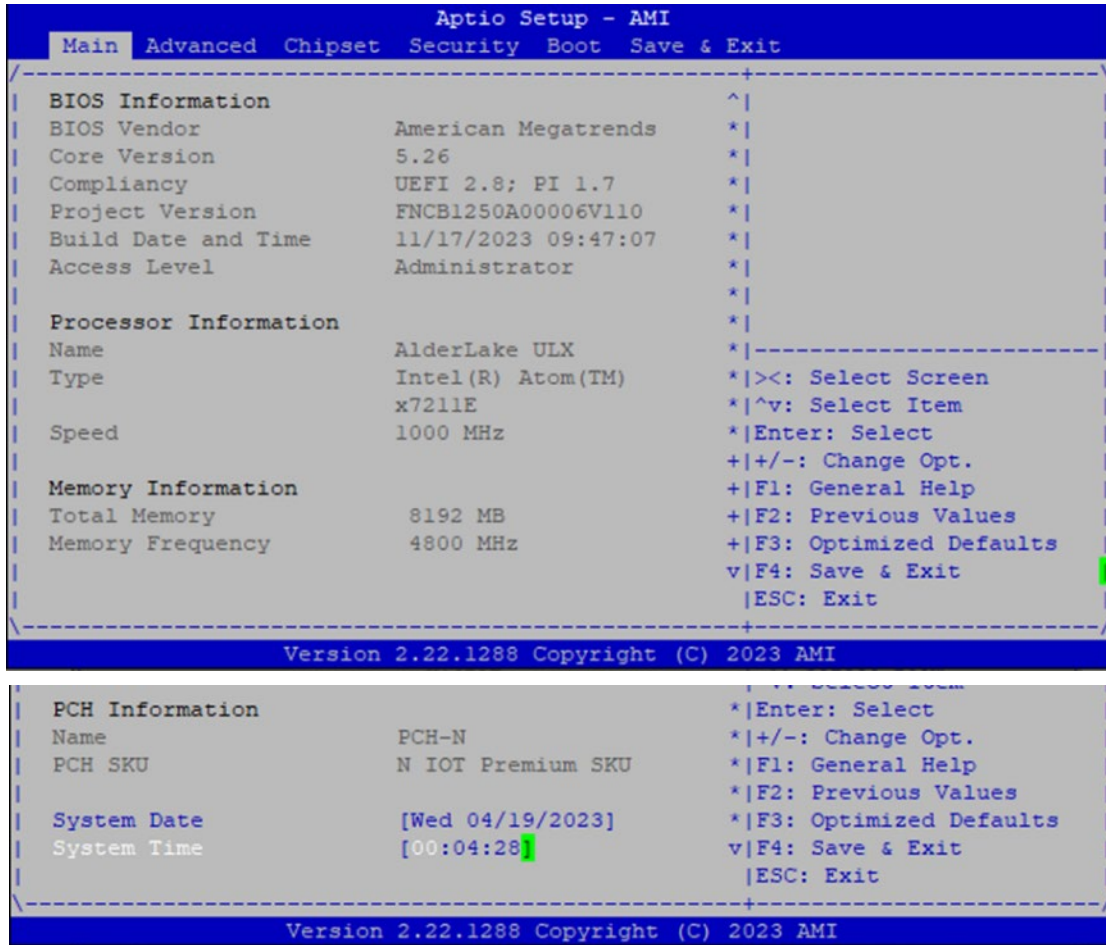 Aptio Setup - AMI
Main Advanced Chipset Security Boot Save & Exit
BIOS Information
BIOS Vendor American Megatrends
Core Version 5.26
Compliancy UEFI 2.8; PI 1.7
Project Version FNCB1250A00006V110
Build Date and Time 11/17/2023 09:47:07
Access Level Administrator
Processor Information
Name AlderLake ULX
Type Intel(R) Atom(TM) ><: Select Screen
x7211E ^v: Select Item
Speed 1000 MHz Enter: Select
+/-: Change Opt.
Memory Information F1: General Help
Total Memory 8192 MB F2: Previous Values
Memory Frequency 4800 MHz F3: Optimized Defaults
F4: Save & Exit
ESC: Exit
Version 2.22.1288 Copyright (C) 2023 AMI
PCH Information Enter: Select
Name PCH-N +/-: Change Opt.
PCH SKU N IOT Premium SKU F1: General Help
F2: Previous Values
System Date [Wed 04/19/2023] F3: Optimized Defaults
System Time [00:04:28] F4: Save & Exit
ESC: Exit
Version 2.22.1288 Copyright (C) 2023 AMI